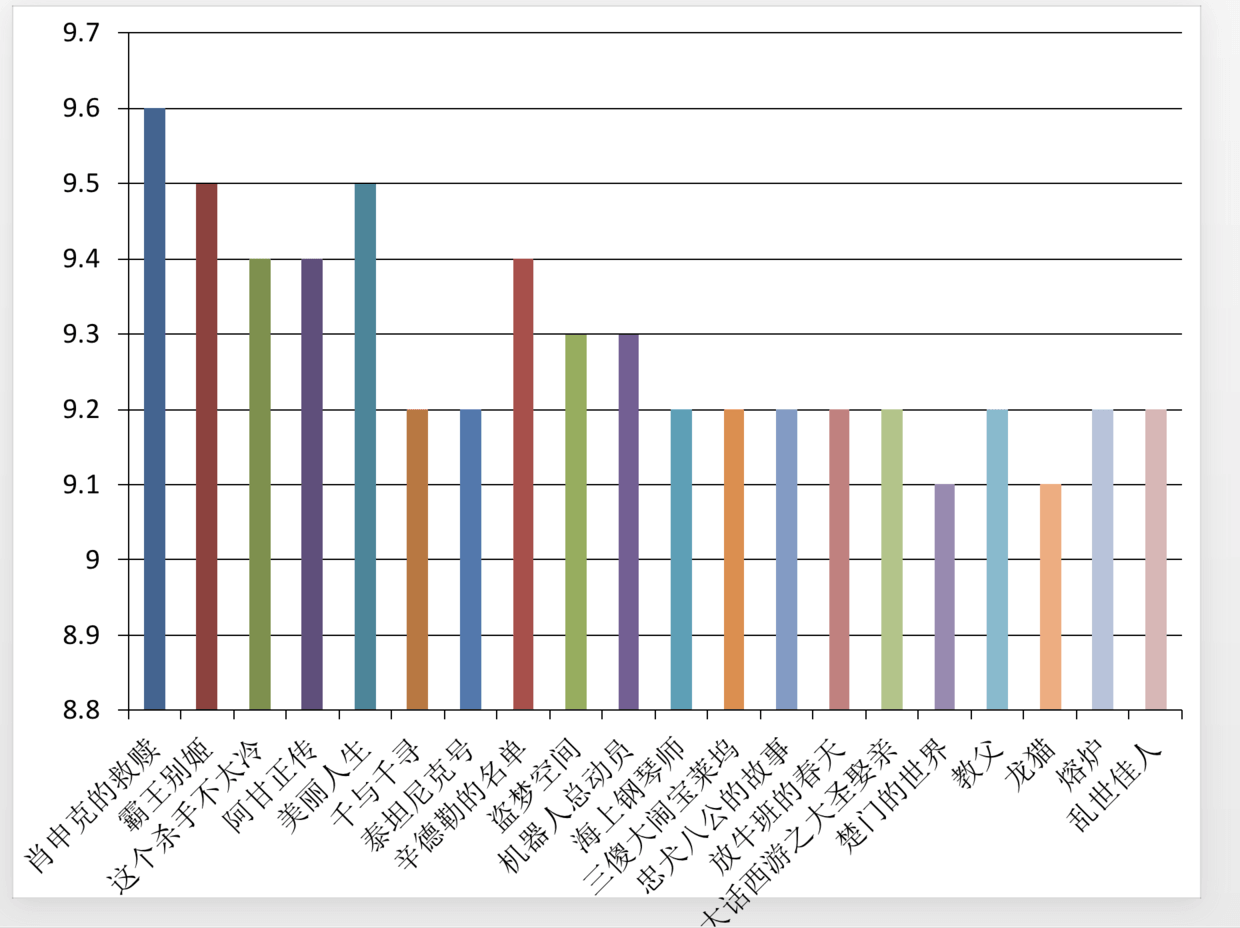 9.7
9.6
9.5
9.4
9.3
9.2
9.1
9
8.9
8.8
肖申克的救赎
霸王别姬
这个杀手不太冷
阿甘正传
美丽人生
千与千寻
泰坦尼克号
辛德勒的名单
盗梦空间
机器人总动员
海上钢琴师
三傻大闹宝莱坞
忠犬八公的故事
放牛班的春天
大话西游之大圣娶亲
楚门的世界
教父
龙猫
熔炉
乱世佳人